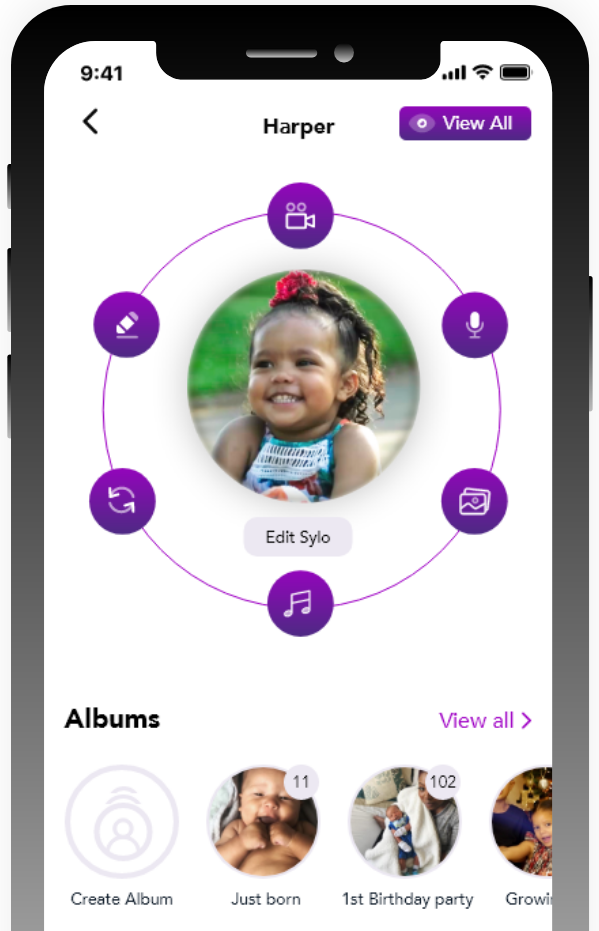 9:41
Harper
View All
Edit Sylo
Albums
View all
11
102
Create Album
Just born
1st Birthday party
Growi